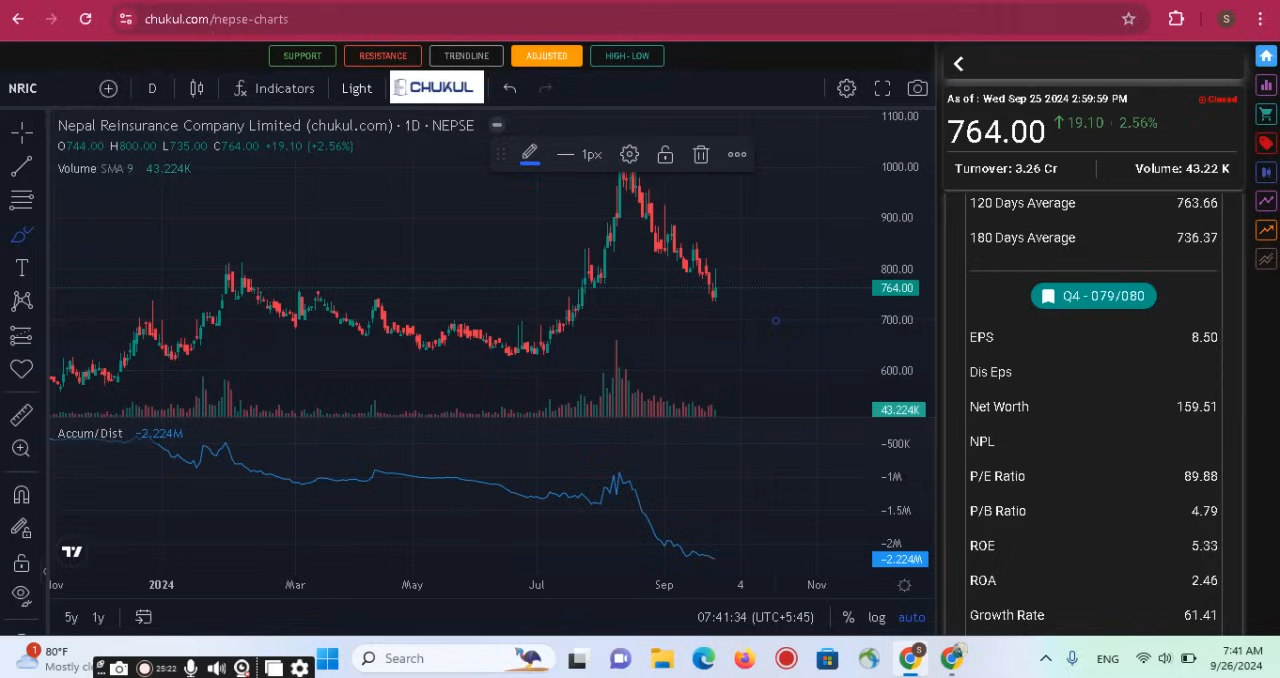 chukul.com/nepse-charts
S
SUPPORT
RESISTANCE
TRENDLINE
ADJUSTED
HIGH-LOW
NRIC
D
Indicators
Light
CHUKUL
Nepal Reinsurance Company Limited (chukul.com) · 1D · NEPSE
O744.00 H800.00 L735.00 C764.00 +19.10 (+2.56%)
Volume SMA 9 43.224K
1px
1100.00
1000.00
900.00
800.00
764.00
700.00
600.00
43.224K
Accum/Dist −2.224M
−500K
−1M
−1.5M
−2M
−2.224M
2024
Mar
May
Jul
Sep
4
Nov
5y 1y
07:41:34 (UTC+5:45)
% log auto
As of : Wed Sep 25 2024 2:59:59 PM
Closed
764.00 ↑19.10 · 2.56%
Turnover: 3.26 Cr
Volume: 43.22 K
120 Days Average 763.66
180 Days Average 736.37
Q4 - 079/080
EPS 8.50
Dis Eps
Net Worth 159.51
NPL
P/E Ratio 89.88
P/B Ratio 4.79
ROE 5.33
ROA 2.46
Growth Rate 61.41
1
80°F
Mostly cl
25:22
Search
S
ENG
7:41 AM
9/26/2024